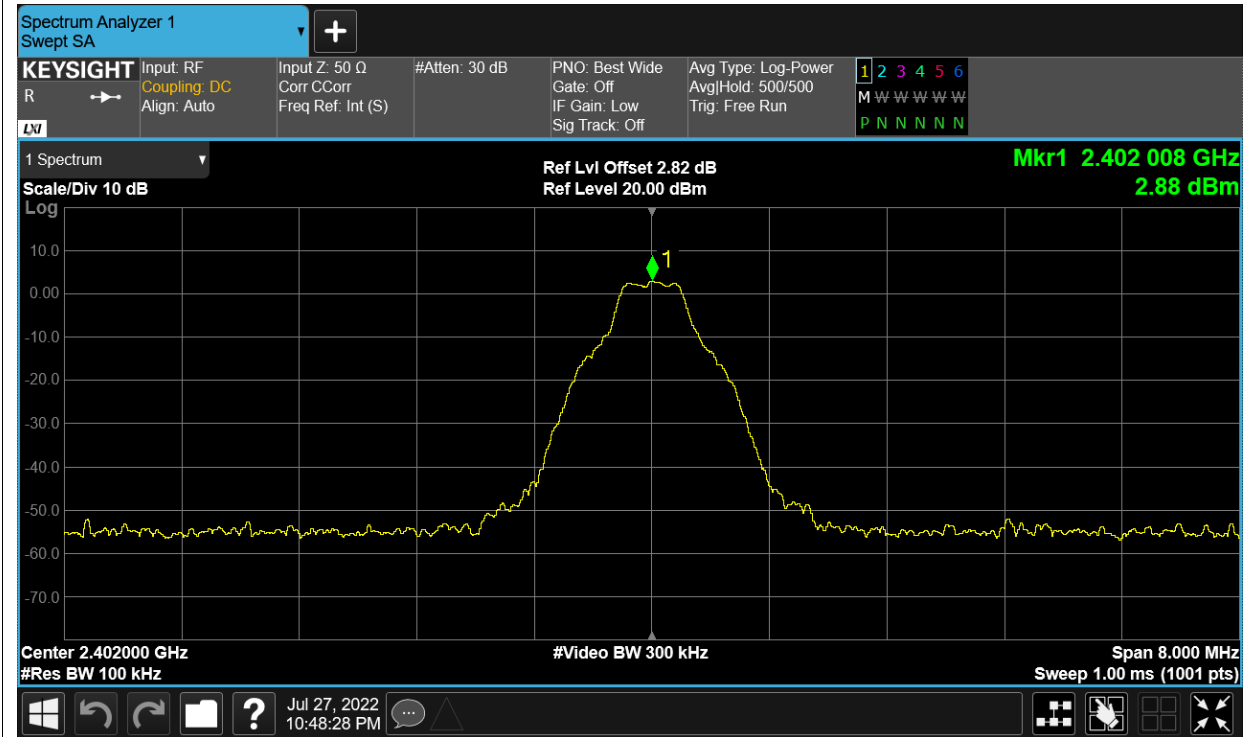 Spectrum Analyzer 1
Swept SA
KEYSIGHT
R
LXI
Input: RF
Coupling: DC
Align: Auto
Input Z: 50 Ω
Corr CCorr
Freq Ref: Int (S)
#Atten: 30 dB
PNO: Best Wide
Gate: Off
IF Gain: Low
Sig Track: Off
Avg Type: Log-Power
Avg|Hold: 500/500
Trig: Free Run
1 2 3 4 5 6
M W W W W W
P N N N N N
1 Spectrum
Scale/Div 10 dB
Log
Ref Lvl Offset 2.82 dB
Ref Level 20.00 dBm
Mkr1 2.402 008 GHz
2.88 dBm
10.0
0.00
-10.0
-20.0
-30.0
-40.0
-50.0
-60.0
-70.0
1
Center 2.402000 GHz
#Res BW 100 kHz
#Video BW 300 kHz
Span 8.000 MHz
Sweep 1.00 ms (1001 pts)
?
Jul 27, 2022
10:48:28 PM